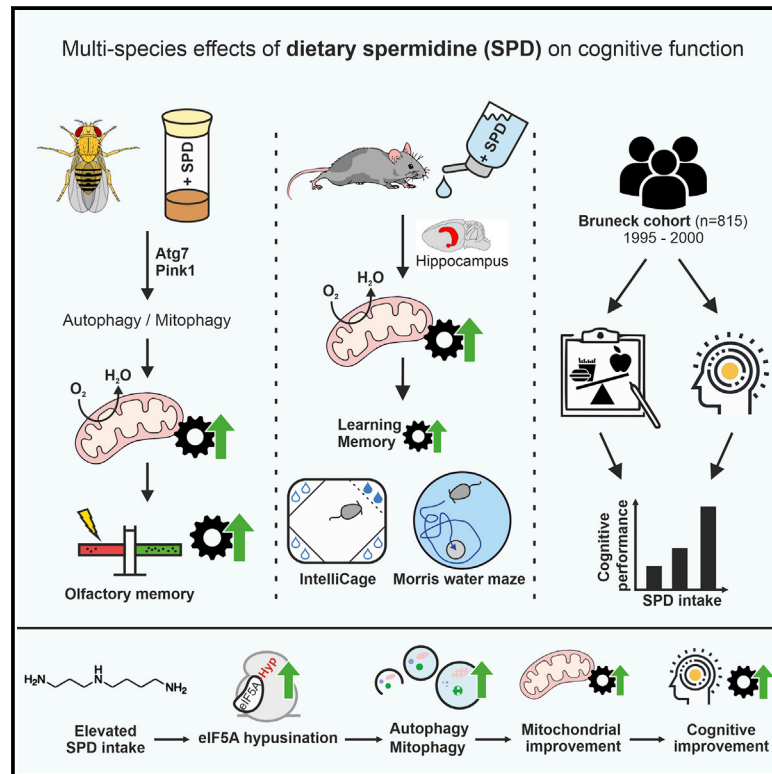 Multi-species effects of dietary spermidine (SPD) on cognitive function
+ SPD
Atg7
Pink1
Autophagy / Mitophagy
O₂
H₂O
Olfactory memory
+ SPD
Hippocampus
O₂
H₂O
Learning
Memory
IntelliCage
Morris water maze
Bruneck cohort (n=815)
1995 - 2000
Cognitive
performance
SPD intake
H₂N
N
H
NH₂
Elevated
SPD intake
eIF5A
Hyp
eIF5A hypusination
Autophagy
Mitophagy
Mitochondrial
improvement
Cognitive
improvement